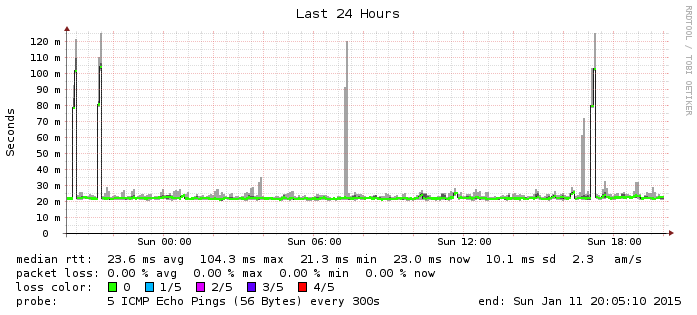 Last 24 Hours
RRDTOOL / TOBI OETIKER
Seconds
120 m
110 m
100 m
90 m
80 m
70 m
60 m
50 m
40 m
30 m
20 m
10 m
0
Sun 00:00 Sun 06:00 Sun 12:00 Sun 18:00
median rtt: 23.6 ms avg 104.3 ms max 21.3 ms min 23.0 ms now 10.1 ms sd 2.3 am/s
packet loss: 0.00 % avg 0.00 % max 0.00 % min 0.00 % now
loss color: 0 1/5 2/5 3/5 4/5
probe: 5 ICMP Echo Pings (56 Bytes) every 300s end: Sun Jan 11 20:05:10 2015